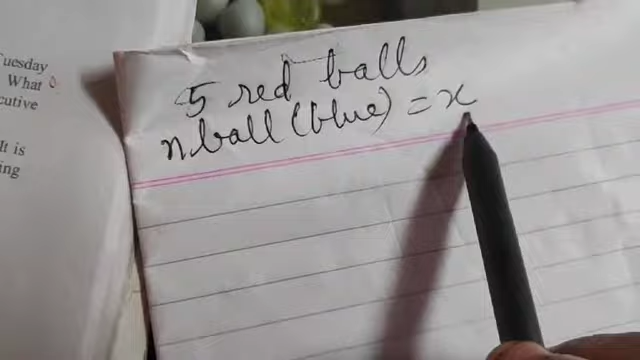 Tuesday
What
cutive
It is
ing
5 red balls
n.ball (blue) = x